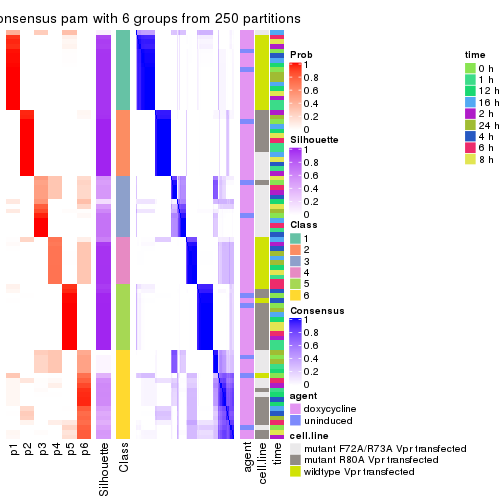 onsensus pam with 6 groups from 250 partitions
Prob
1
0.8
0.6
0.4
0.2
0
Silhouette
1
0.8
0.6
0.4
0.2
0
Class
1
2
3
4
5
6
Consensus
1
0.8
0.6
0.4
0.2
0
agent
doxycycline
uninduced
cell.line
mutant F72A/R73A Vpr transfected
mutant R80A Vpr transfected
wildtype Vpr transfected
time
0 h
1 h
12 h
16 h
2 h
24 h
4 h
6 h
8 h
p1
p2
p3
p4
p5
p6
Silhouette
Class
agent
cell.line
time